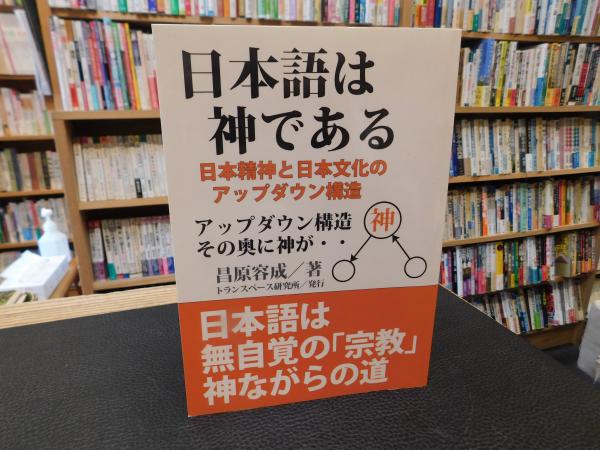 日本語は
神である
日本精神と日本文化の
アップダウン構造
アップダウン構造
その奥に神が・・
神
昌原容成／著
トランスペース研究所／発行
日本語は
無自覚の「宗教」
神ながらの道